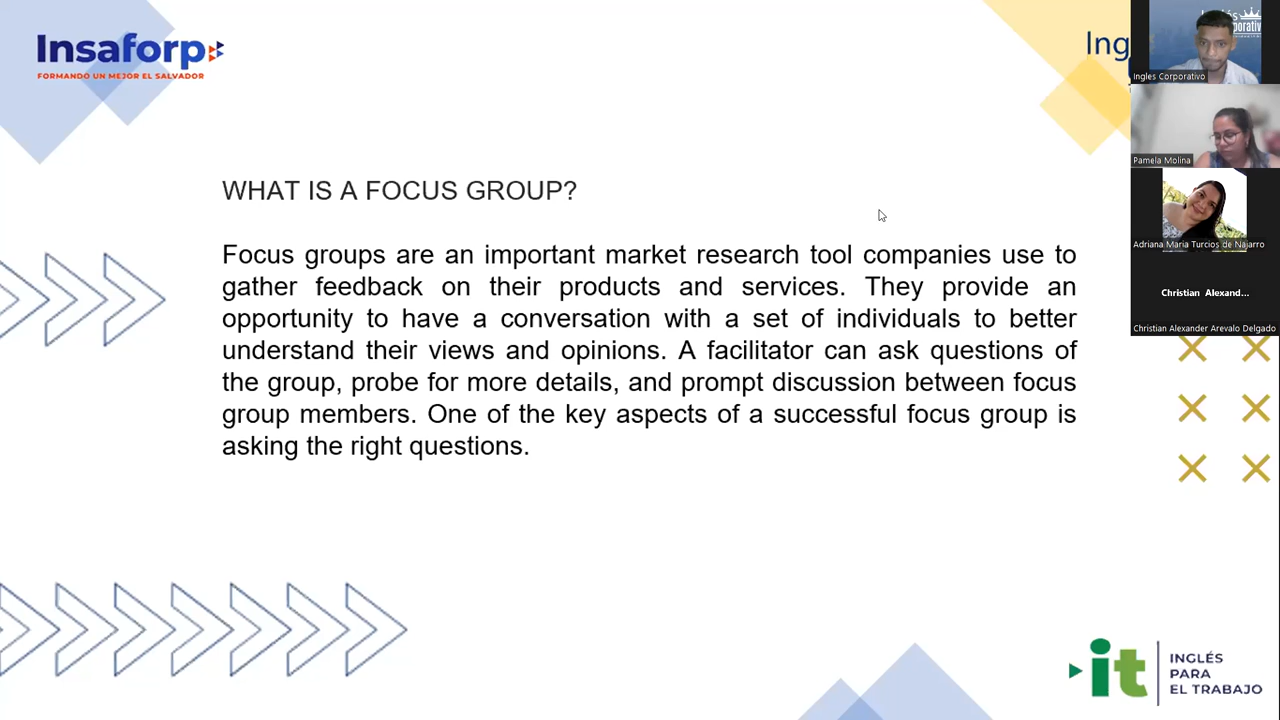 Insaforp
FORMANDO UN MEJOR EL SALVADOR
Ing
Ingles Corporativo
Pamela Molina
Adriana Maria Turcios de Najarro
Christian Alexand...
Christian Alexander Arevalo Delgado
WHAT IS A FOCUS GROUP?
Focus groups are an important market research tool companies use to
gather feedback on their products and services. They provide an
opportunity to have a conversation with a set of individuals to better
understand their views and opinions. A facilitator can ask questions of
the group, probe for more details, and prompt discussion between focus
group members. One of the key aspects of a successful focus group is
asking the right questions.
it
INGLÉS
PARA
EL TRABAJO